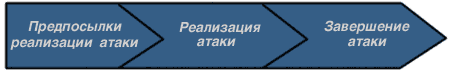 Предпосылки
реализации атаки
Реализация
атаки
Завершение
атаки